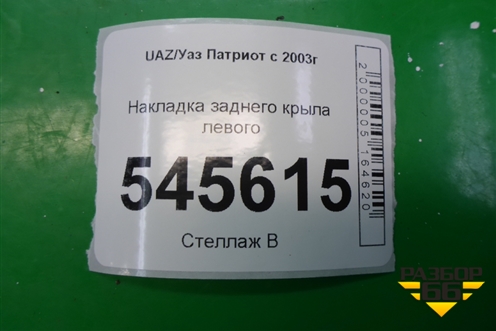 UAZ/Уаз Патриот с 2003г
Накладка заднего крыла
левого
545615
Стеллаж В
2000005164620
РАЗБОР
66